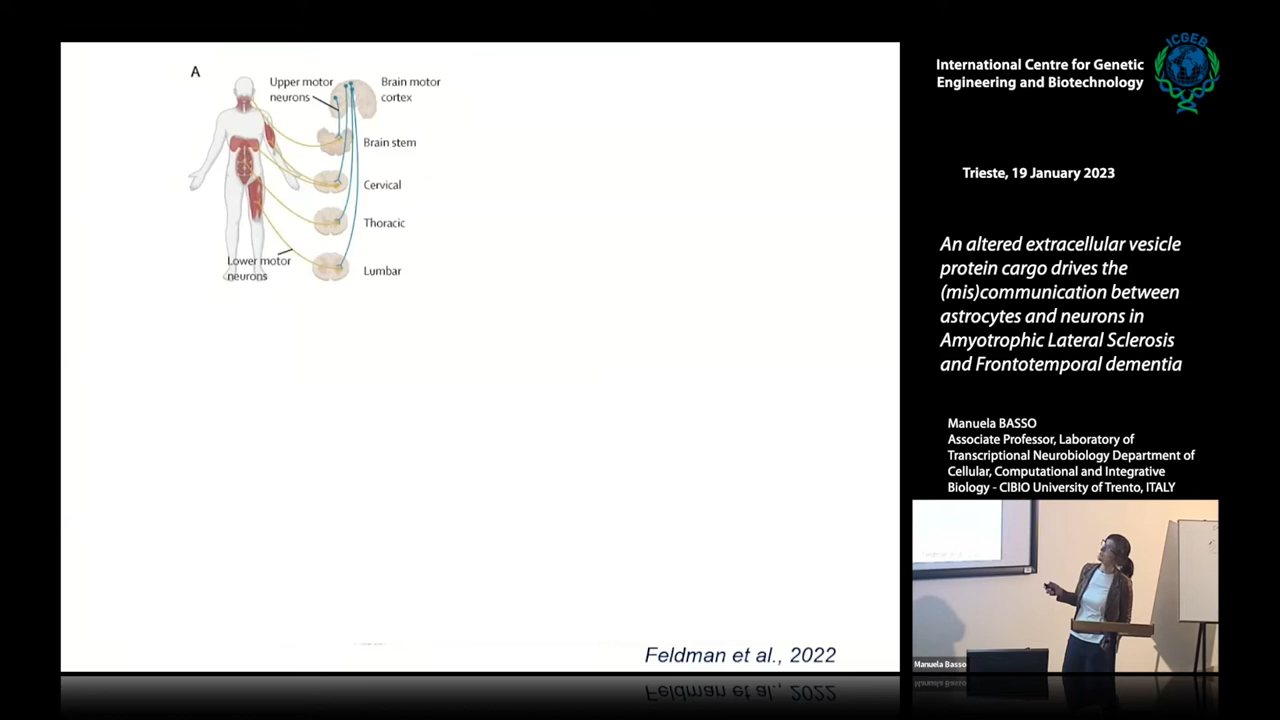 A
Upper motor
neurons
Brain motor
cortex
Brain stem
Cervical
Thoracic
Lumbar
Lower motor
neurons
Feldman et al., 2022
International Centre for Genetic
Engineering and Biotechnology
ICGEB
Trieste, 19 January 2023
An altered extracellular vesicle
protein cargo drives the
(mis)communication between
astrocytes and neurons in
Amyotrophic Lateral Sclerosis
and Frontotemporal dementia
Manuela BASSO
Associate Professor, Laboratory of
Transcriptional Neurobiology Department of
Cellular, Computational and Integrative
Biology - CIBIO University of Trento, ITALY
Manuela Basso